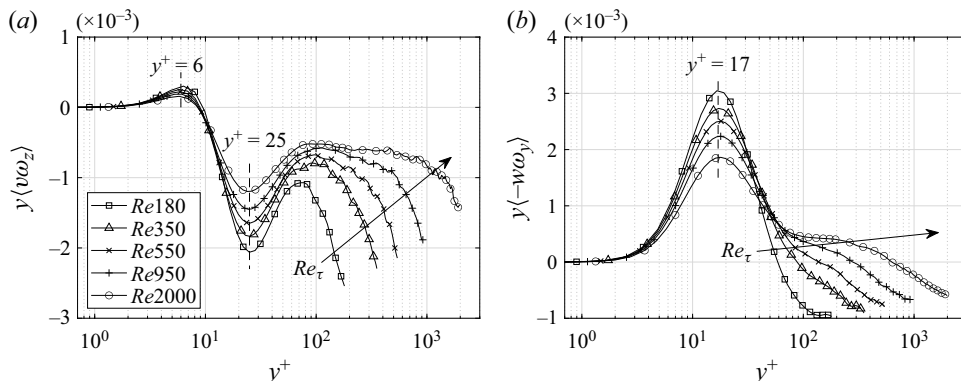 (a) (×10⁻³)
1
0
−1
−2
−3
y⟨vω_z⟩
y⁺ = 6
y⁺ = 25
Re180
Re350
Re550
Re950
Re2000
Re_τ
10⁰ 10¹ 10² 10³
y⁺
(b) (×10⁻³)
4
3
2
1
0
−1
y⟨−wω_y⟩
y⁺ = 17
Re_τ
10⁰ 10¹ 10² 10³
y⁺